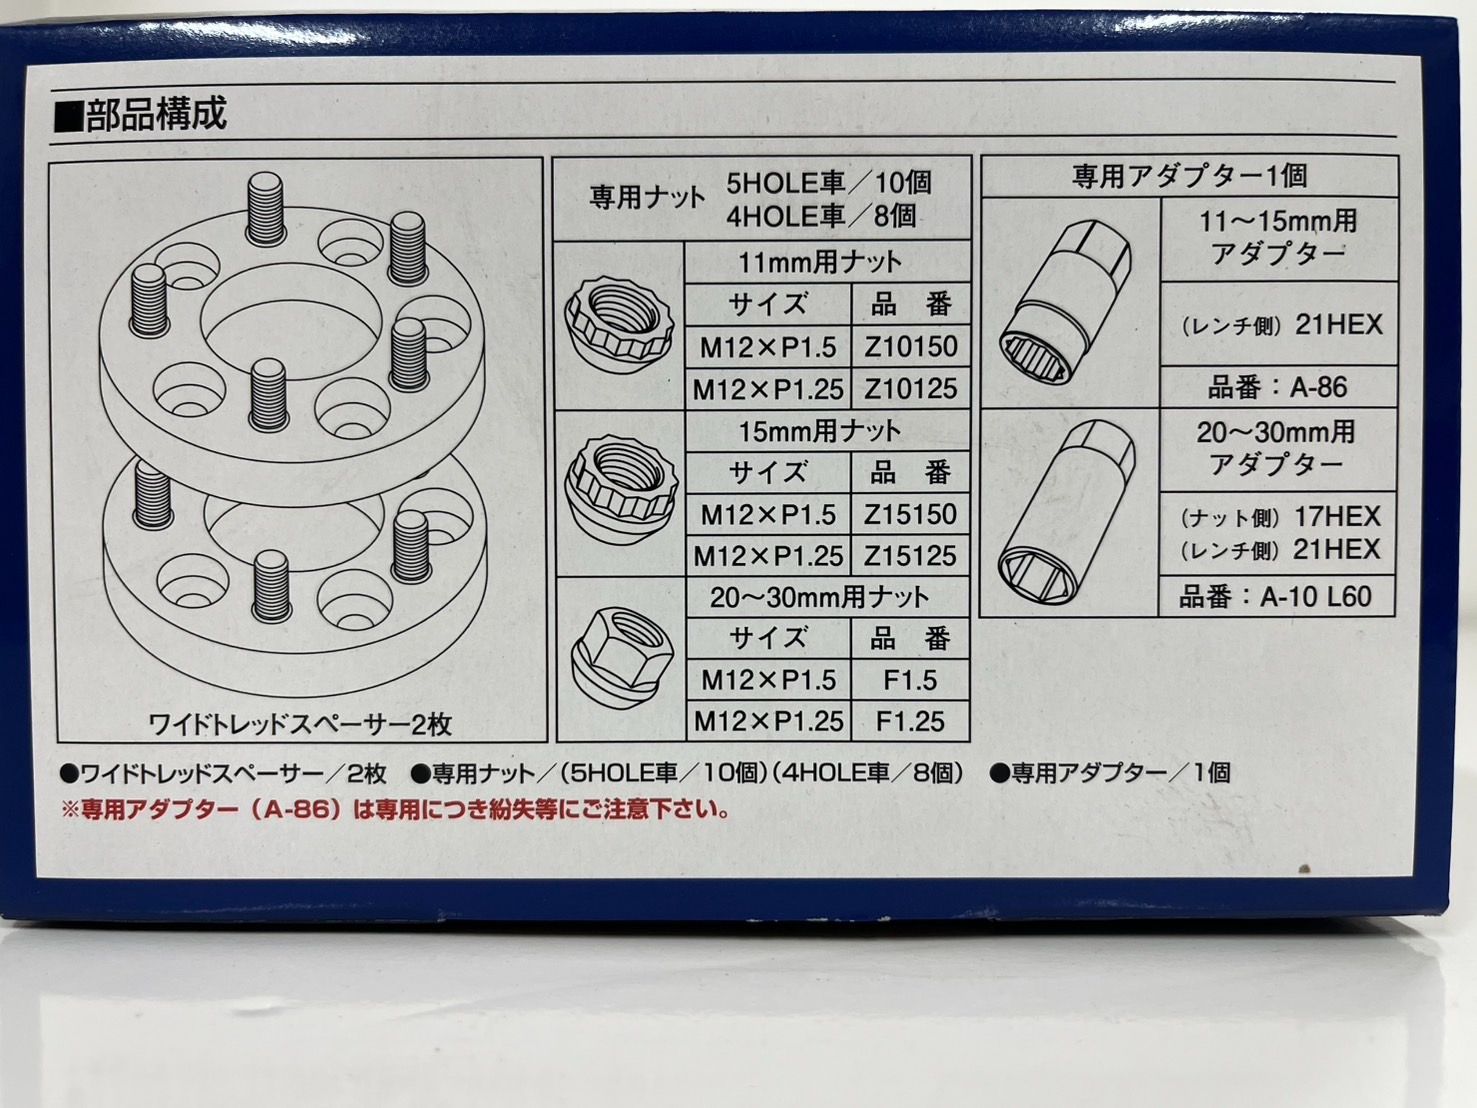 ■部品構成
ワイドトレッドスペーサー2枚
専用ナット 5HOLE車／10個
4HOLE車／8個
11mm用ナット
サイズ 品 番
M12×P1.5 Z10150
M12×P1.25 Z10125
15mm用ナット
サイズ 品 番
M12×P1.5 Z15150
M12×P1.25 Z15125
20〜30mm用ナット
サイズ 品 番
M12×P1.5 F1.5
M12×P1.25 F1.25
専用アダプター1個
11〜15mm用
アダプター
（レンチ側）21HEX
品番：A-86
20〜30mm用
アダプター
（ナット側）17HEX
（レンチ側）21HEX
品番：A-10 L60
●ワイドトレッドスペーサー／2枚 ●専用ナット／（5HOLE車／10個）（4HOLE車／8個） ●専用アダプター／1個
※専用アダプター（A-86）は専用につき紛失等にご注意下さい。